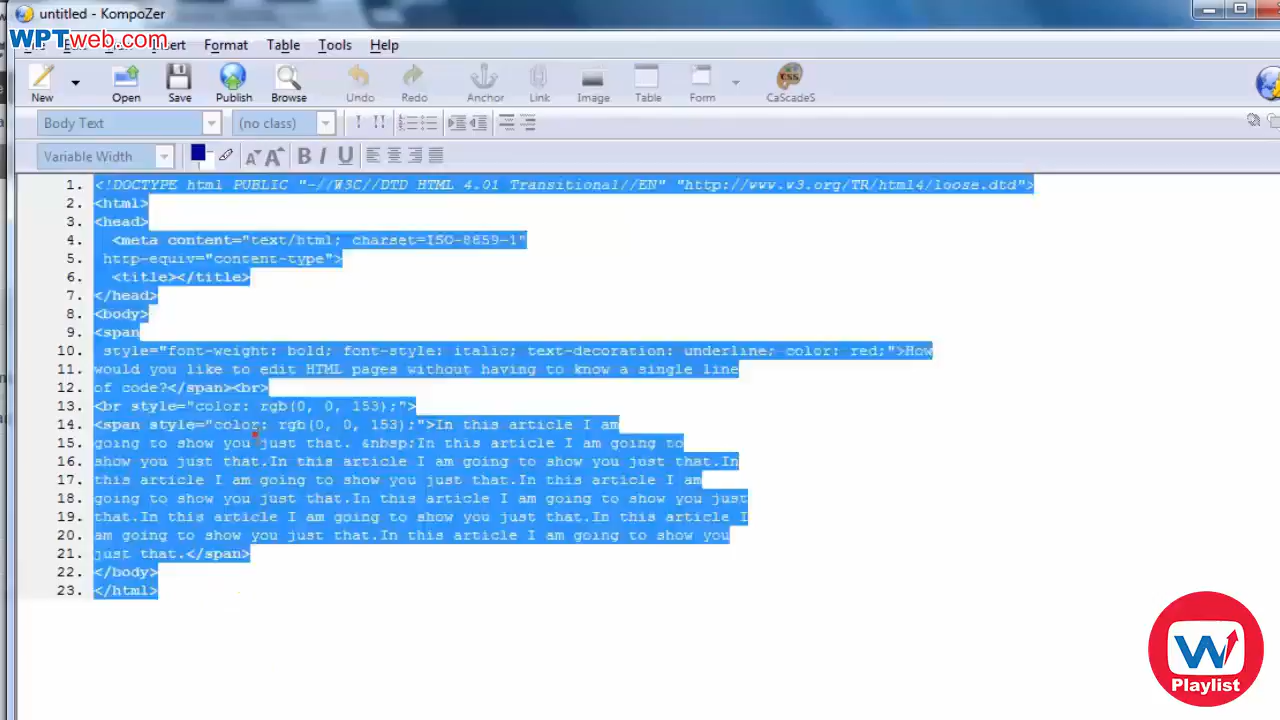 untitled - KompoZer
WPTweb.com
Format Table Tools Help
New Open Save Publish Browse Undo Redo Anchor Link Image Table Form CaScadeS
Body Text (no class)
Variable Width B I U
1. <!DOCTYPE html PUBLIC "-//W3C//DTD HTML 4.01 Transitional//EN" "http://www.w3.org/TR/html4/loose.dtd">
2. <html>
3. <head>
4. <meta content="text/html; charset=ISO-8859-1"
5. http-equiv="content-type">
6. <title></title>
7. </head>
8. <body>
9. <span
10. style="font-weight: bold; font-style: italic; text-decoration: underline; color: red;">How
11. would you like to edit HTML pages without having to know a single line
12. of code?</span><br>
13. <br style="color: rgb(0, 0, 153);">
14. <span style="color: rgb(0, 0, 153);">In this article I am
15. going to show you just that. &nbsp;In this article I am going to
16. show you just that.In this article I am going to show you just that.In
17. this article I am going to show you just that.In this article I am
18. going to show you just that.In this article I am going to show you just
19. that.In this article I am going to show you just that.In this article I
20. am going to show you just that.In this article I am going to show you
21. just that.</span>
22. </body>
23. </html>
W
Playlist